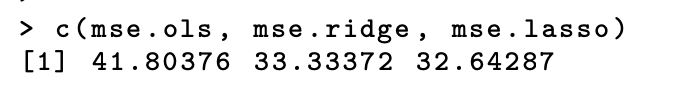 > c(mse.ols, mse.ridge, mse.lasso)
[1] 41.80376 33.33372 32.64287